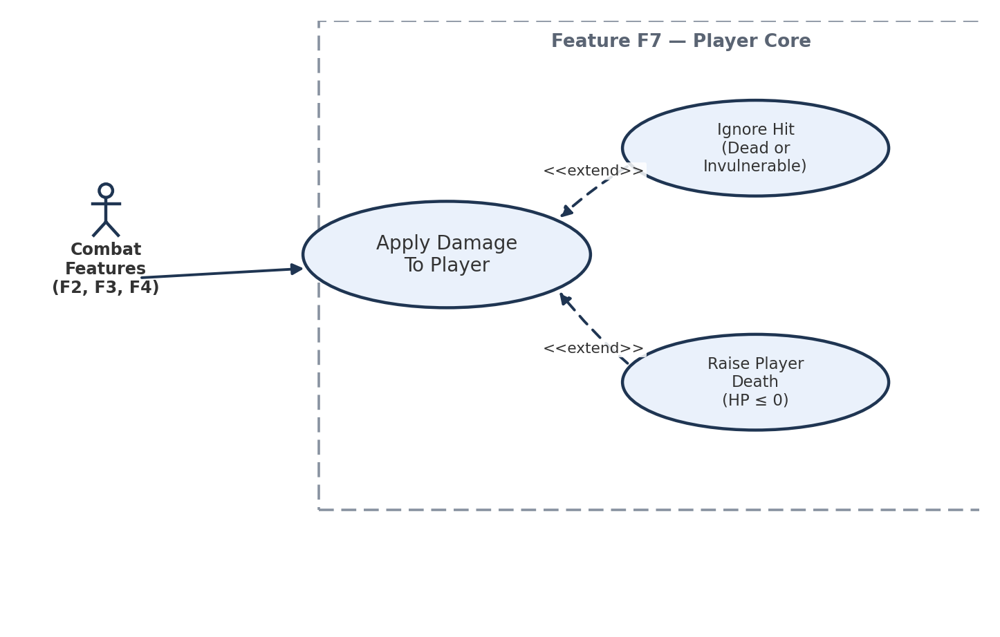 Feature F7 — Player Core
Ignore Hit
(Dead or
Invulnerable)
<<extend>>
Combat
Features
(F2, F3, F4)
Apply Damage
To Player
<<extend>>
Raise Player
Death
(HP ≤ 0)